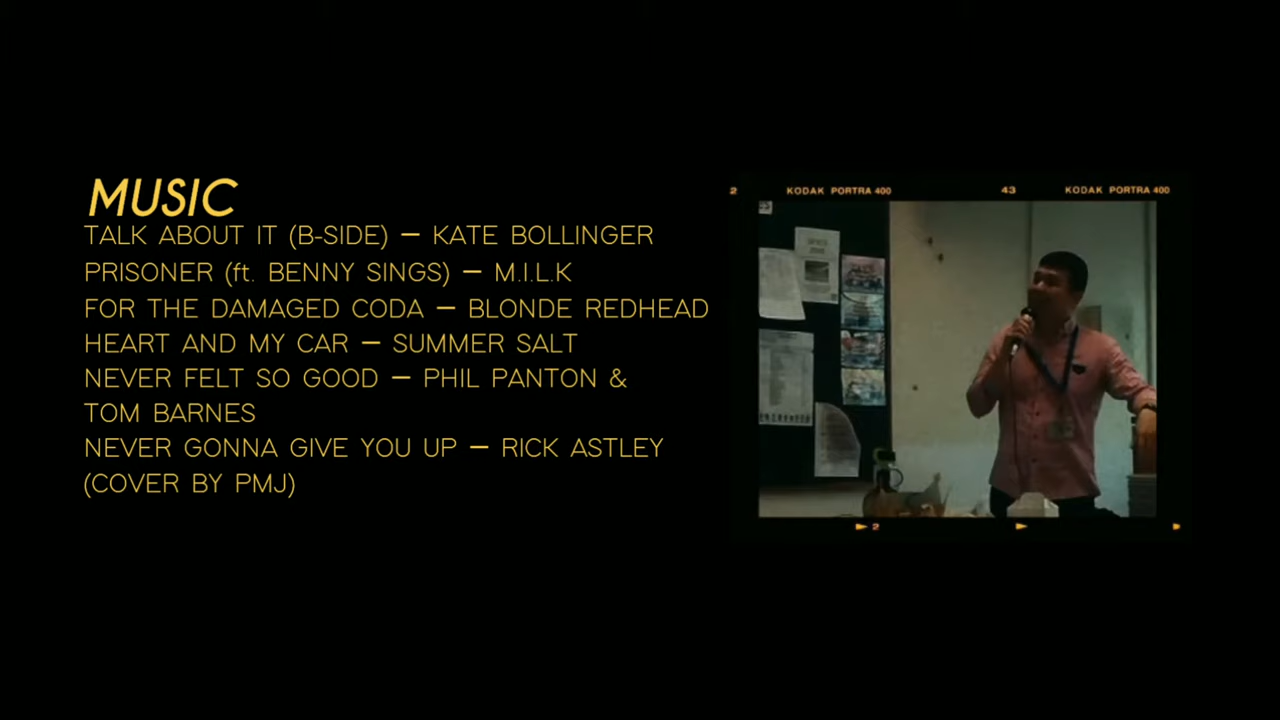 MUSIC
TALK ABOUT IT (B-SIDE) — KATE BOLLINGER
PRISONER (ft. BENNY SINGS) — M.I.L.K
FOR THE DAMAGED CODA — BLONDE REDHEAD
HEART AND MY CAR — SUMMER SALT
NEVER FELT SO GOOD — PHIL PANTON &
TOM BARNES
NEVER GONNA GIVE YOU UP — RICK ASTLEY
(COVER BY PMJ)
2 KODAK PORTRA 400 43 KODAK PORTRA 400
2